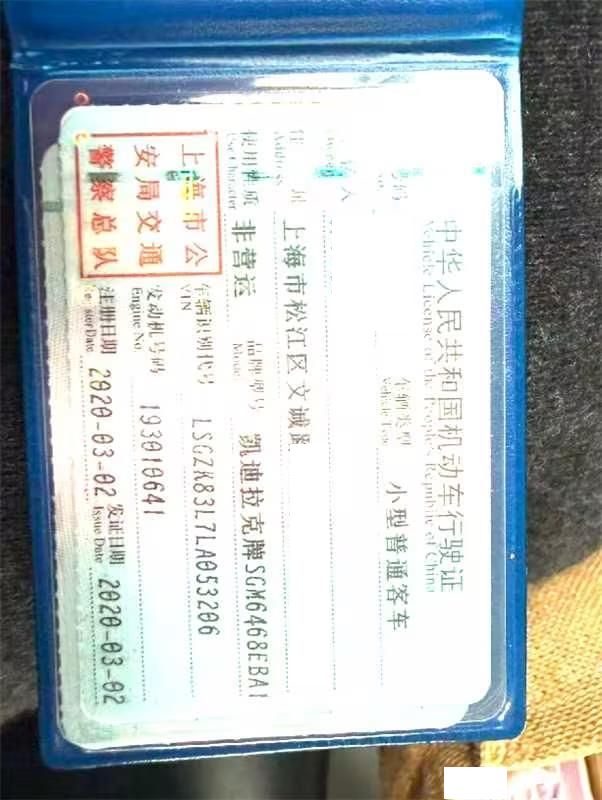 中华人民共和国机动车行驶证
Vehicle License of the People's Republic of China
车辆类型 小型普通客车
Vehicle Type
住 址 上海市松江区文诚
Address
使用性质 非营运 品牌型号 凯迪拉克牌SGM6468EBA1
Use Character Model
上海市公
安局交通
警察总队
车辆识别代号 LSGZK83L7LA053206
VIN
发动机号码 193010641
Engine No.
注册日期 2020-03-02 发证日期 2020-03-02
Register Date Issue Date